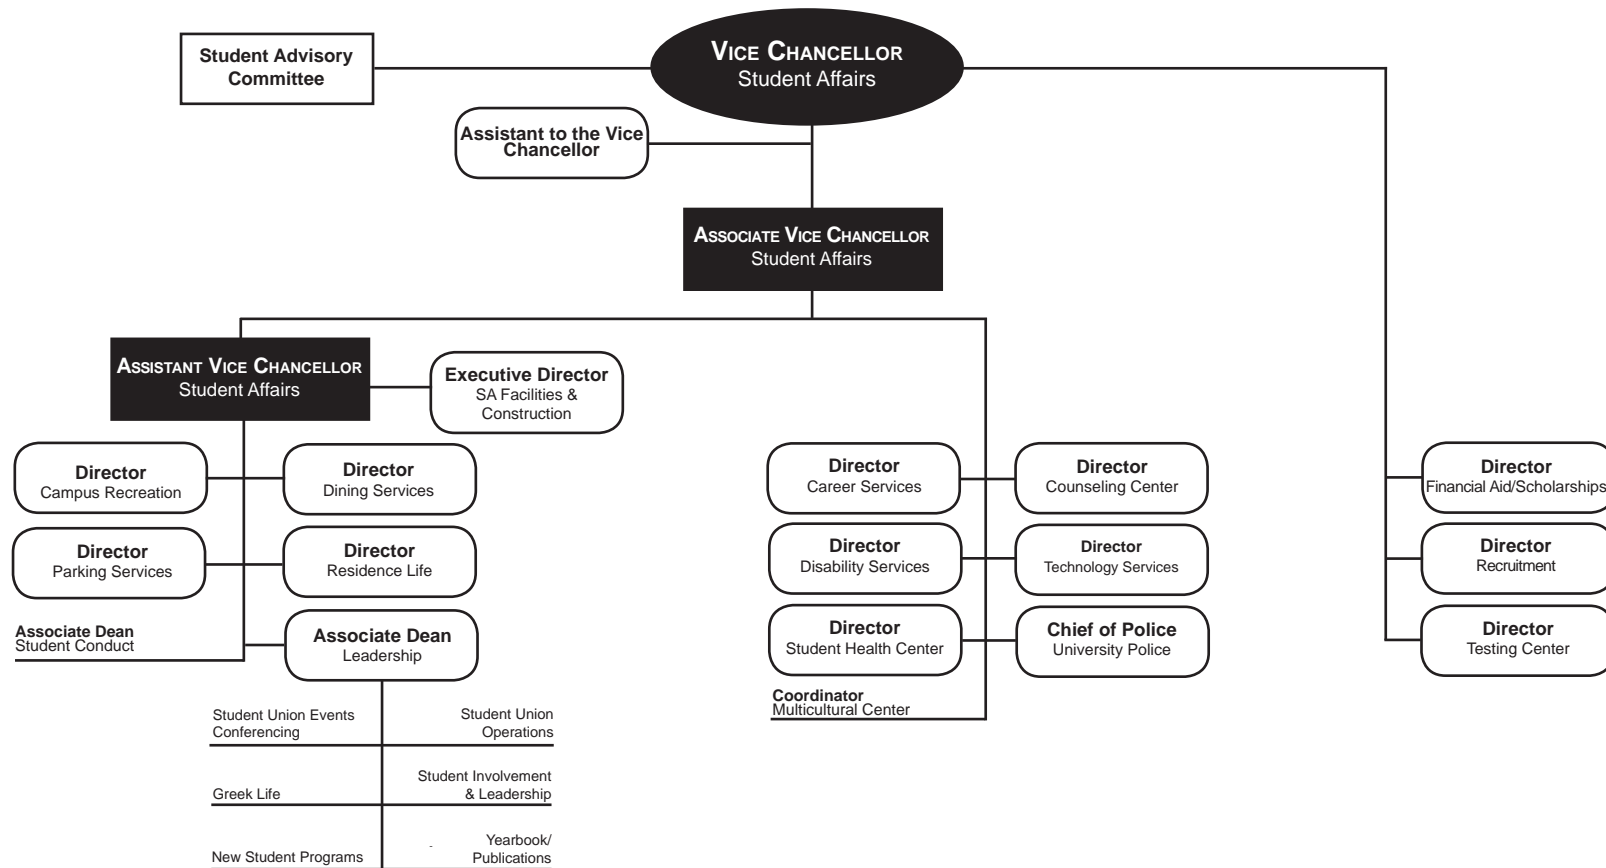 VICE CHANCELLOR
Student Affairs
Student Advisory
Committee
Assistant to the Vice
Chancellor
ASSOCIATE VICE CHANCELLOR
Student Affairs
ASSISTANT VICE CHANCELLOR
Student Affairs
Executive Director
SA Facilities &
Construction
Director
Campus Recreation
Director
Dining Services
Director
Parking Services
Director
Residence Life
Associate Dean
Student Conduct
Associate Dean
Leadership
Student Union Events
Conferencing
Student Union
Operations
Greek Life
Student Involvement
& Leadership
New Student Programs
Yearbook/
Publications
Director
Career Services
Director
Counseling Center
Director
Disability Services
Director
Technology Services
Director
Student Health Center
Chief of Police
University Police
Coordinator
Multicultural Center
Director
Financial Aid/Scholarships
Director
Recruitment
Director
Testing Center